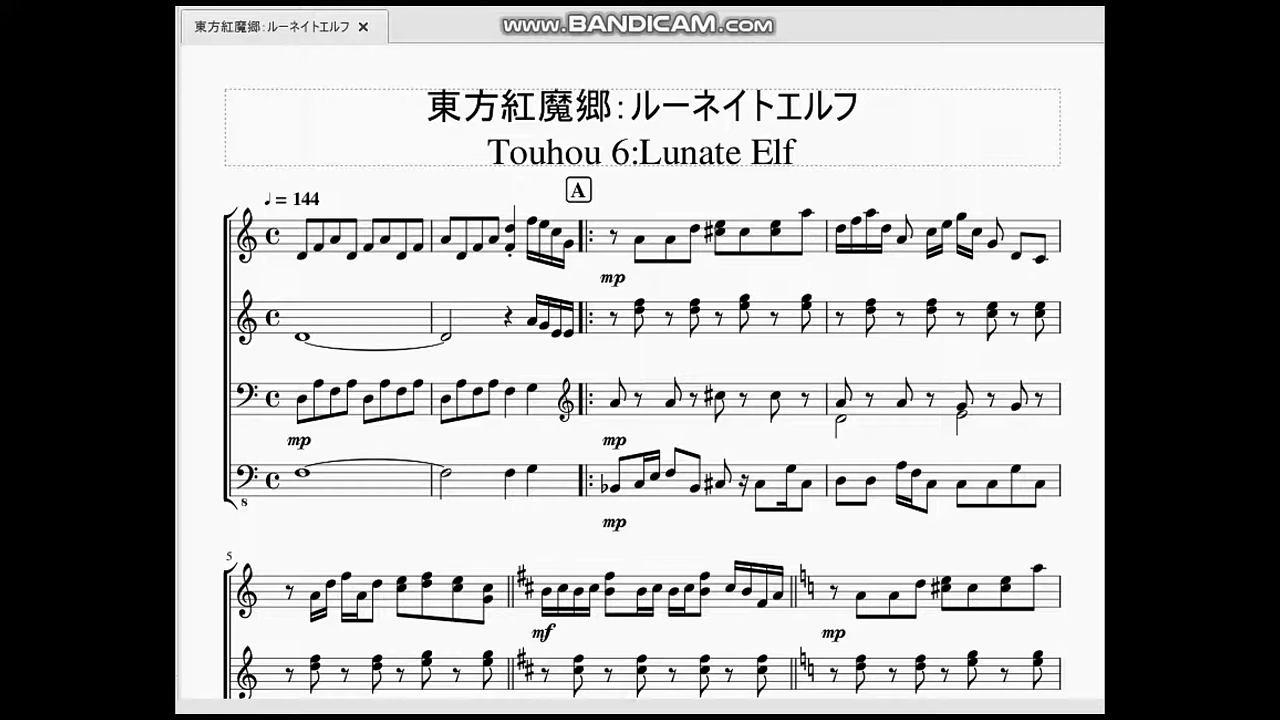 東方紅魔郷:ルーネイトエルフ ×
www.BANDICAM.com
東方紅魔郷:ルーネイトエルフ
Touhou 6:Lunate Elf
♩ = 144
A
mp
mp
mp
8
mp
5
mf
mp